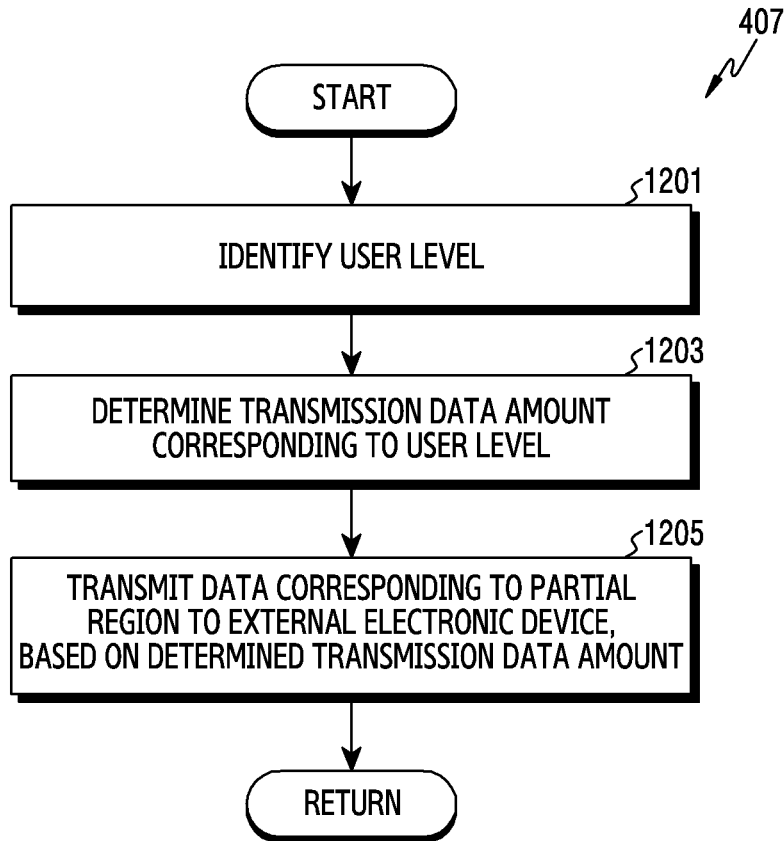 407
START
1201
IDENTIFY USER LEVEL
1203
DETERMINE TRANSMISSION DATA AMOUNT
CORRESPONDING TO USER LEVEL
1205
TRANSMIT DATA CORRESPONDING TO PARTIAL
REGION TO EXTERNAL ELECTRONIC DEVICE,
BASED ON DETERMINED TRANSMISSION DATA AMOUNT
RETURN